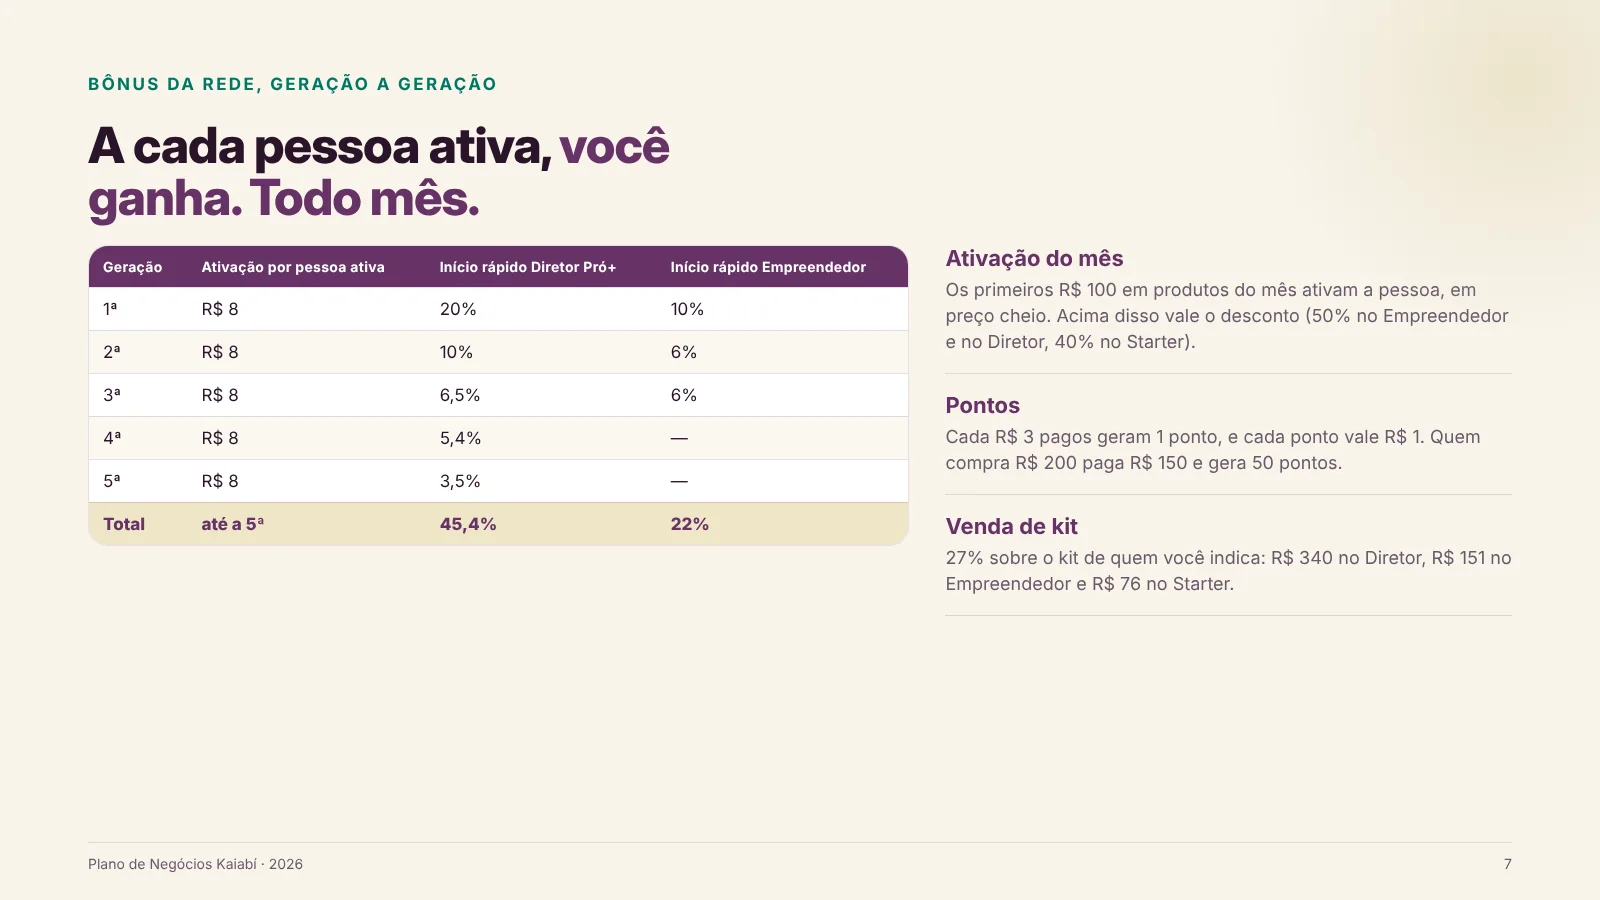 BÔNUS DA REDE, GERAÇÃO A GERAÇÃO
A cada pessoa ativa, você
ganha. Todo mês.
Geração Ativação por pessoa ativa Início rápido Diretor Pró+ Início rápido Empreendedor
1ª R$ 8 20% 10%
2ª R$ 8 10% 6%
3ª R$ 8 6,5% 6%
4ª R$ 8 5,4% —
5ª R$ 8 3,5% —
Total até a 5ª 45,4% 22%
Ativação do mês
Os primeiros R$ 100 em produtos do mês ativam a pessoa, em
preço cheio. Acima disso vale o desconto (50% no Empreendedor
e no Diretor, 40% no Starter).
Pontos
Cada R$ 3 pagos geram 1 ponto, e cada ponto vale R$ 1. Quem
compra R$ 200 paga R$ 150 e gera 50 pontos.
Venda de kit
27% sobre o kit de quem você indica: R$ 340 no Diretor, R$ 151 no
Empreendedor e R$ 76 no Starter.
Plano de Negócios Kaiabí · 2026
7